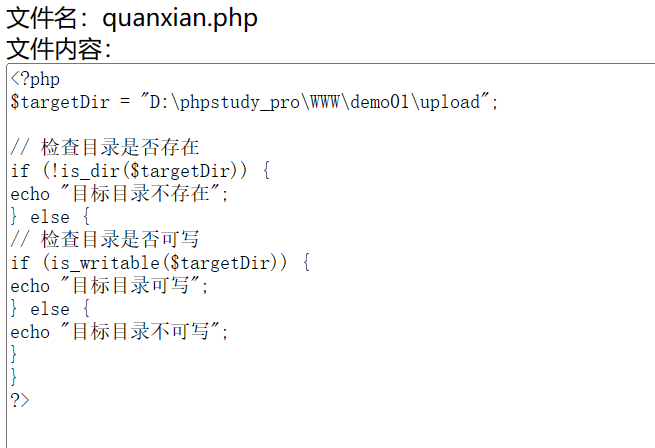 文件名：quanxian.php
文件内容：
<?php
$targetDir = "D:\phpstudy_pro\WWW\demo01\upload";
// 检查目录是否存在
if (!is_dir($targetDir)) {
echo "目标目录不存在";
} else {
// 检查目录是否可写
if (is_writable($targetDir)) {
echo "目标目录可写";
} else {
echo "目标目录不可写";
}
}
?>